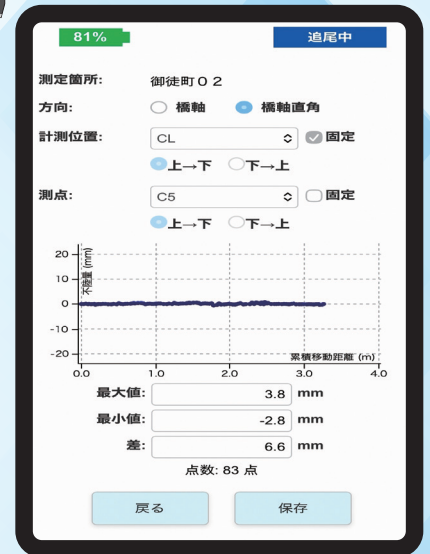 81% 追尾中
測定箇所: 御徒町02
方向: 橋軸 橋軸直角
計測位置: CL 固定
上→下 下→上
測点: C5 固定
上→下 下→上
20
10
0
-10
-20
不陸量 (mm)
累積移動距離 (m)
0.0 1.0 2.0 3.0 4.0
最大値: 3.8 mm
最小値: -2.8 mm
差: 6.6 mm
点数: 83 点
戻る 保存